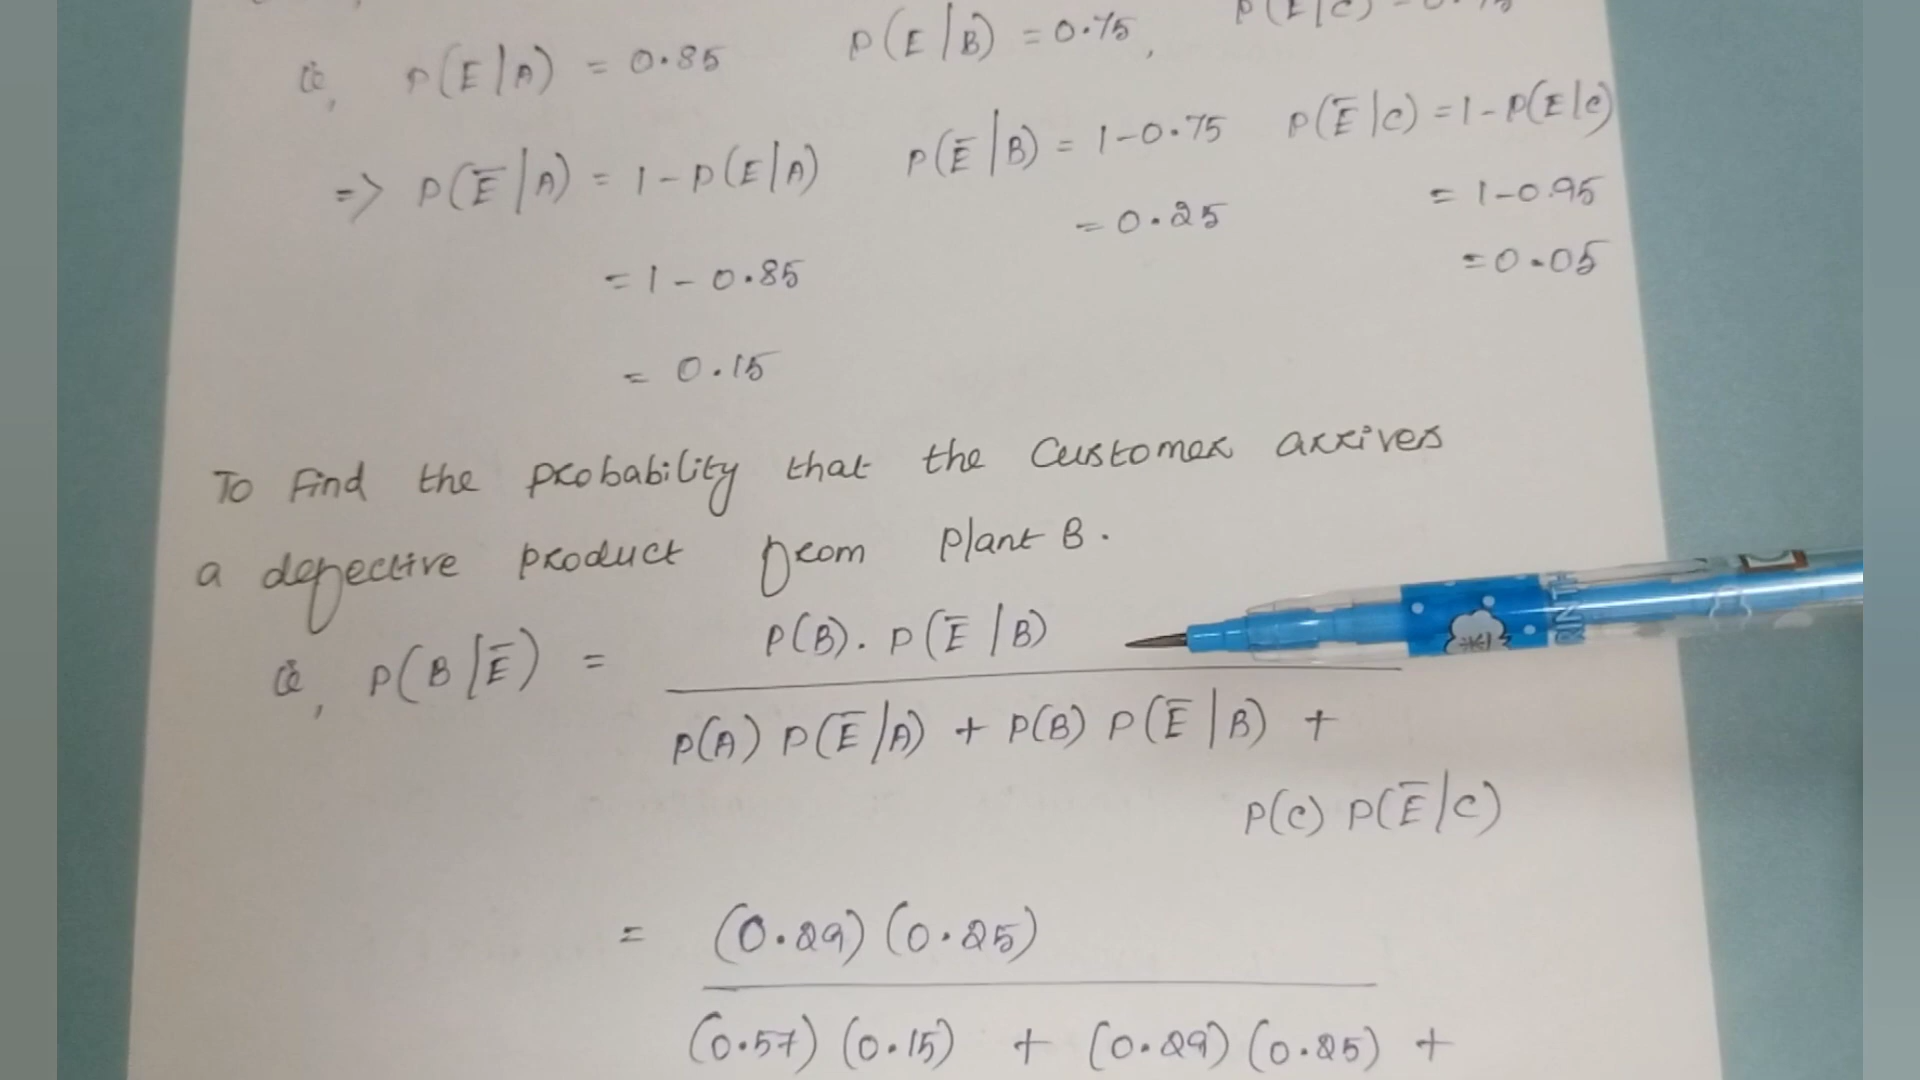 ie, P(E|A) = 0.85 P(E|B) = 0.75, P(E|C) =
=> P(E̅|A) = 1-P(E|A) P(E̅|B) = 1-0.75 P(E̅|C) = 1-P(E|C)
= 0.25 = 1-0.95
= 1 - 0.85 = 0.05
= 0.15
To Find the probability that the Customer arrives
a defective product from plant B.
ie, P(B|E̅) = P(B). P(E̅|B)
P(A) P(E̅|A) + P(B) P(E̅|B) +
P(C) P(E̅|C)
= (0.29) (0.25)
(0.57) (0.15) + (0.29) (0.25) +